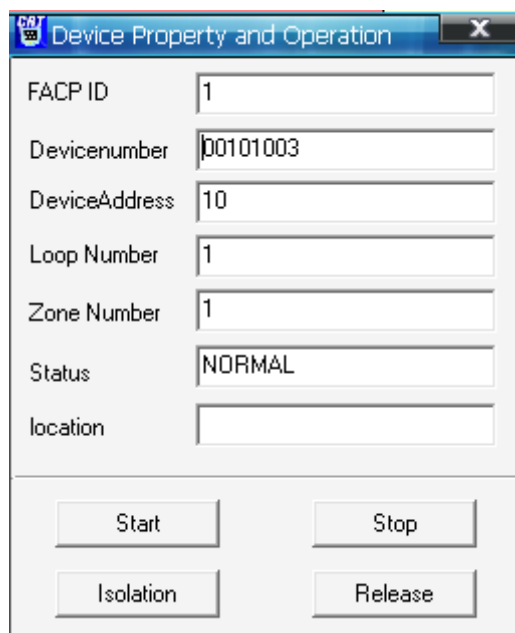 CRT Device Property and Operation X
FACP ID 1
Devicenumber 00101003
DeviceAddress 10
Loop Number 1
Zone Number 1
Status NORMAL
location
Start Stop
Isolation Release